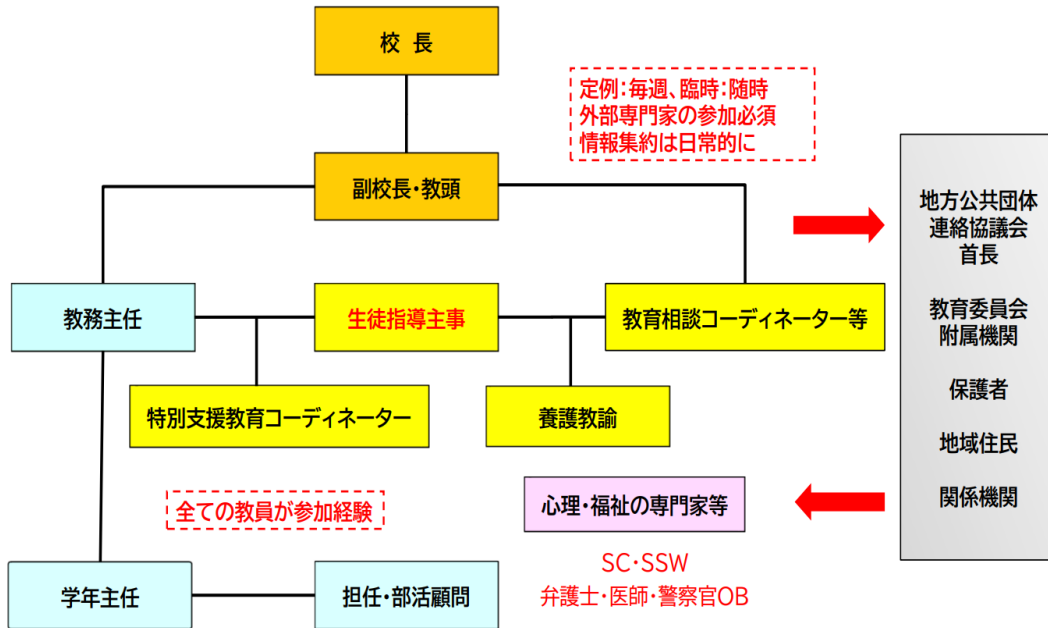 校 長
定例：毎週、臨時：随時
外部専門家の参加必須
情報集約は日常的に
副校長・教頭
地方公共団体
連絡協議会
首長
教育委員会
附属機関
保護者
地域住民
関係機関
教務主任
生徒指導主事
教育相談コーディネーター等
特別支援教育コーディネーター
養護教諭
全ての教員が参加経験
心理・福祉の専門家等
SC・SSW
弁護士・医師・警察官OB
学年主任
担任・部活顧問